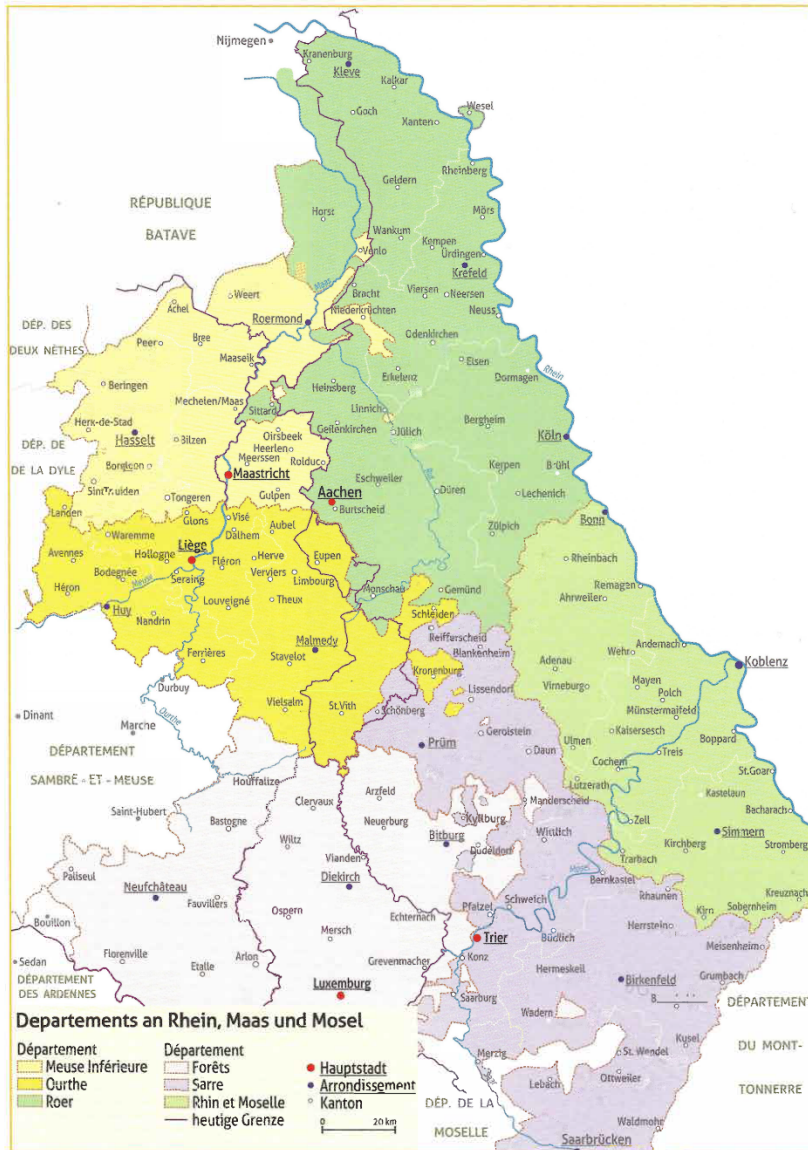 Nijmegen
Kranenburg
Kleve
Kalkar
Goch
Wesel
Xanten
Rheinberg
Geldern
RÉPUBLIQUE
BATAVE
Horst
Mörs
Wankum
Kempen
Venlo
Ürdingen
Krefeld
Maas
Bracht
Viersen
Neersen
Weert
Achel
Niederkrüchten
Neuss
DÉP. DES
DEUX NÈTHES
Roermond
Peer
Bree
Odenkirchen
Maaseik
Elsen
Rhein
Erkelenz
Dormagen
Beringen
Heinsberg
Mechelen/Maas
Sittard
Linnich
Herk-de-Stad
Hasselt
Bilzen
Oirsbeek
Geilenkirchen
Jülich
Bergheim
Köln
DÉP. DE
DE LA DYLE
Heerlen
Meerssen
Rolduc
Borgloon
Maastricht
Kerpen
Brühl
Eschweiler
Sint Truiden
Tongeren
Gulpen
Aachen
Düren
Lechenich
Landen
Burtscheid
Glons
Visé
Aubel
Bonn
Waremme
Dalhem
Zülpich
Liège
Avennes
Hollogne
Herve
Eupen
Fléron
Rheinbach
Bodegnée
Meuse
Seraing
Verviers
Limbourg
Héron
Monschau
Gemünd
Remagen
Huy
Louveigné
Theux
Ahrweiler
Nandrin
Schleiden
Malmedy
Reifferscheid
Andernach
Ferrières
Stavelot
Blankenheim
Wehr
Adenau
Koblenz
Kronenburg
Durbuy
Mayen
Lissendorf
Virneburg
Polch
Vielsalm
St.Vith
Schönberg
Münstermaifeld
Dinant
Ourthe
Marche
Gerolstein
Kaisersesch
Boppard
Prüm
Daun
Ulmen
Treis
DÉPARTEMENT
SAMBRE - ET - MEUSE
Cochem
St.Goar
Houffalize
Lützerath
Arzfeld
Kastelaun
Clervaux
Manderscheid
Bacharach
Saint-Hubert
Bastogne
Neuerburg
Kyllburg
Zell
Simmern
Wiltz
Bitburg
Wittlich
Dudeldorf
Kirchberg
Stromberg
Vianden
Mosel
Trarbach
Paliseul
Neufchâteau
Diekirch
Bernkastel
Fauvillers
Rhaunen
Kreuznach
Schweich
Pfalzel
Bouillon
Ospern
Echternach
Kirn
Sobernheim
Herrstein
Mersch
Trier
Büdlich
Meisenheim
Sedan
Florenville
Arlon
Konz
Etalle
Grevenmacher
Hermeskeil
Grumbach
DÉPARTEMENT
DES ARDENNES
Luxemburg
Birkenfeld
Saarburg
Wadern
DÉPARTEMENT
DU MONT-
TONNERRE
Kusel
Merzig
St. Wendel
Lebach
Ottweiler
DÉP. DE LA
MOSELLE
Waldmohr
Saarbrücken
Departements an Rhein, Maas und Mosel
Département
Meuse Inférieure
Ourthe
Roer
Département
Forêts
Sarre
Rhin et Moselle
heutige Grenze
Hauptstadt
Arrondissement
Kanton
0 20 km